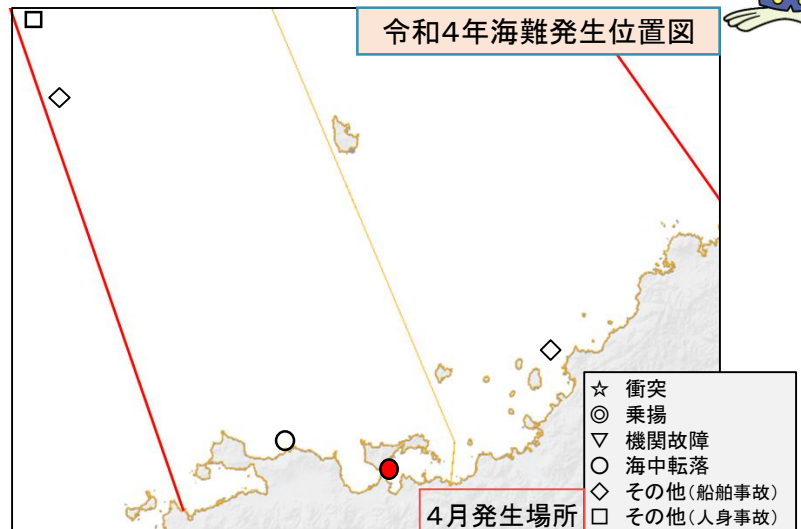 令和4年海難発生位置図
☆ 衝突
◎ 乗揚
▽ 機関故障
○ 海中転落
◇ その他(船舶事故)
□ その他(人身事故)
4月発生場所